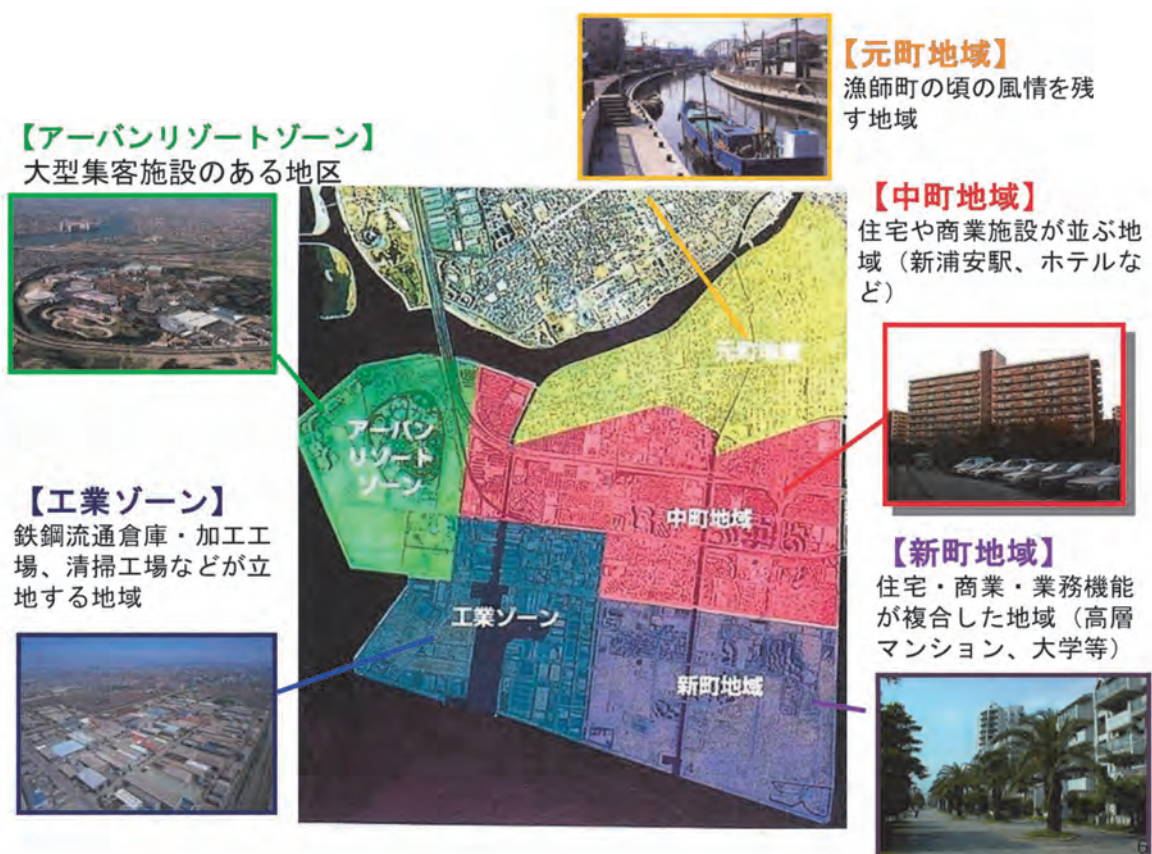 【元町地域】
漁師町の頃の風情を残
す地域
【アーバンリゾートゾーン】
大型集客施設のある地区
【中町地域】
住宅や商業施設が並ぶ地
域（新浦安駅、ホテルな
ど）
元町地域
アーバン
リゾート
ゾーン
中町地域
【工業ゾーン】
鉄鋼流通倉庫・加工工
場、清掃工場などが立
地する地域
【新町地域】
住宅・商業・業務機能
が複合した地域（高層
マンション、大学等）
工業ゾーン
新町地域
6